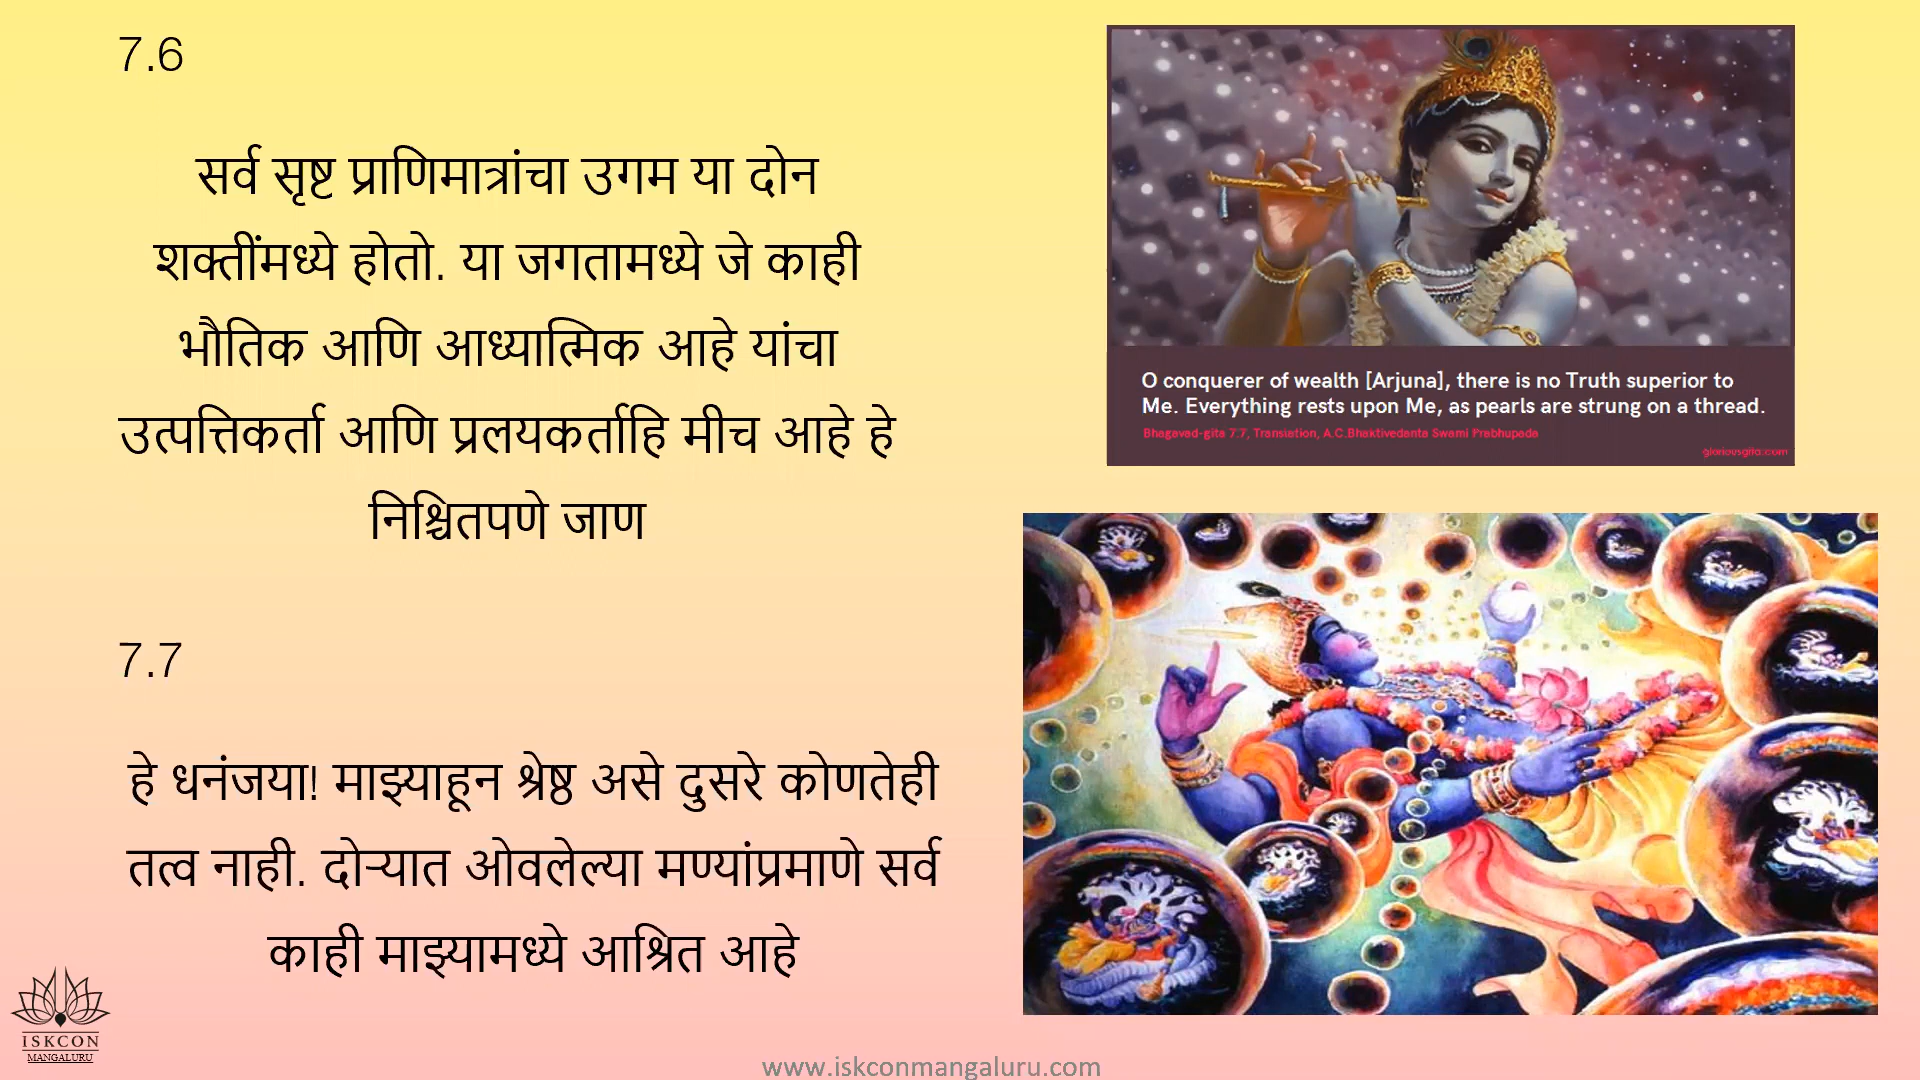 7.6
सर्व सृष्ट प्राणिमात्रांचा उगम या दोन
शक्तींमध्ये होतो. या जगतामध्ये जे काही
भौतिक आणि आध्यात्मिक आहे यांचा
उत्पत्तिकर्ता आणि प्रलयकर्ताहि मीच आहे हे
निश्चितपणे जाण
7.7
हे धनंजया! माझ्याहून श्रेष्ठ असे दुसरे कोणतेही
तत्व नाही. दोऱ्यात ओवलेल्या मण्यांप्रमाणे सर्व
काही माझ्यामध्ये आश्रित आहे
O conquerer of wealth [Arjuna], there is no Truth superior to
Me. Everything rests upon Me, as pearls are strung on a thread.
Bhagavad-gita 7.7, Translation, A.C.Bhaktivedanta Swami Prabhupada
gloriousgita.com
ISKCON
MANGALURU
www.iskconmangaluru.com